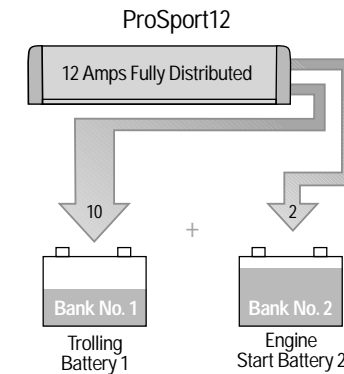 ProSport12
12 Amps Fully Distributed
10
2
+
Bank No. 1
Bank No. 2
Trolling
Battery 1
Engine
Start Battery 2